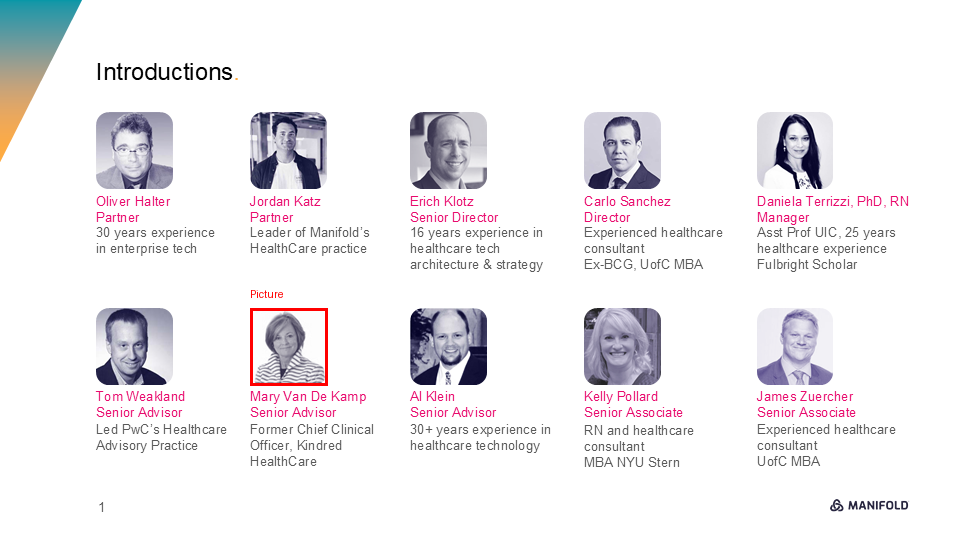 Introductions.
Oliver Halter
Partner
30 years experience
in enterprise tech
Jordan Katz
Partner
Leader of Manifold's
HealthCare practice
Erich Klotz
Senior Director
16 years experience in
healthcare tech
architecture & strategy
Carlo Sanchez
Director
Experienced healthcare
consultant
Ex-BCG, UofC MBA
Daniela Terrizzi, PhD, RN
Manager
Asst Prof UIC, 25 years
healthcare experience
Fulbright Scholar
Picture
Tom Weakland
Senior Advisor
Led PwC's Healthcare
Advisory Practice
Mary Van De Kamp
Senior Advisor
Former Chief Clinical
Officer, Kindred
HealthCare
Al Klein
Senior Advisor
30+ years experience in
healthcare technology
Kelly Pollard
Senior Associate
RN and healthcare
consultant
MBA NYU Stern
James Zuercher
Senior Associate
Experienced healthcare
consultant
UofC MBA
1
MANIFOLD